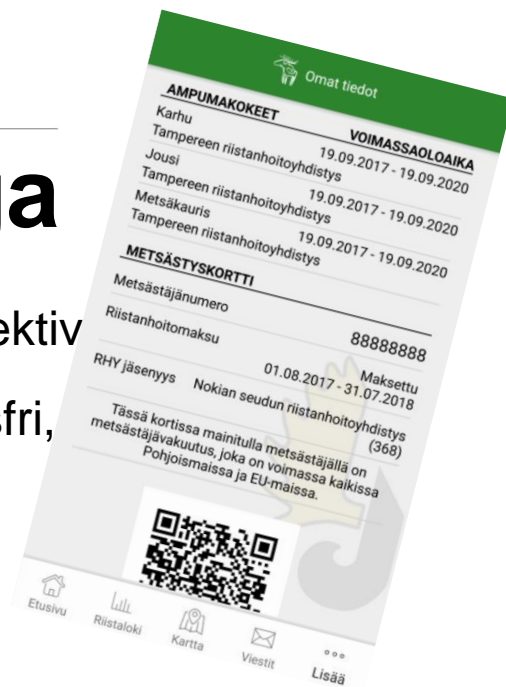 ga
ektiv
fri,
Omat tiedot
AMPUMAKOKEET VOIMASSAOLOAIKA
Karhu 19.09.2017 - 19.09.2020
Tampereen riistanhoitoyhdistys
Jousi 19.09.2017 - 19.09.2020
Tampereen riistanhoitoyhdistys
Metsäkauris 19.09.2017 - 19.09.2020
Tampereen riistanhoitoyhdistys
METSÄSTYSKORTTI
Metsästäjänumero 88888888
Riistanhoitomaksu Maksettu
01.08.2017 - 31.07.2018
RHY jäsenyys Nokian seudun riistanhoitoyhdistys
(368)
Tässä kortissa mainitulla metsästäjällä on
metsästäjävakuutus, joka on voimassa kaikissa
Pohjoismaissa ja EU-maissa.
Etusivu Riistaloki Kartta Viestit Lisää